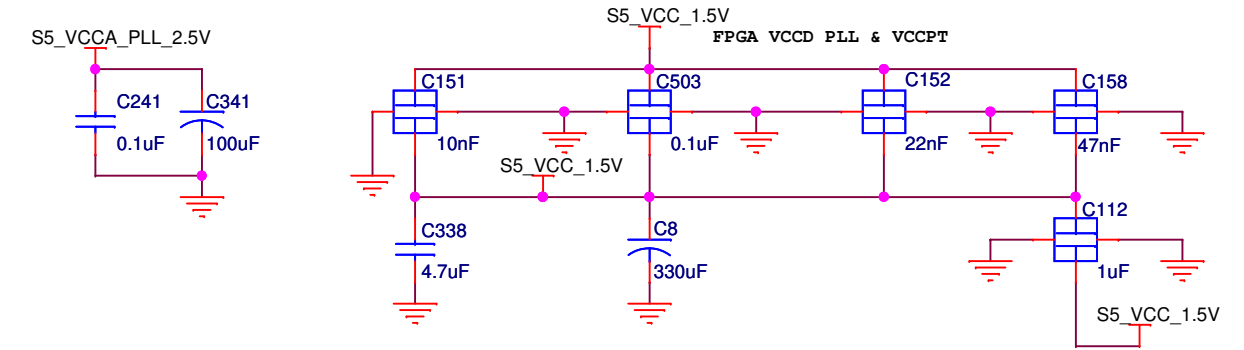 S5_VCC_1.5V
S5_VCCA_PLL_2.5V
FPGA VCCD PLL & VCCPT
C151
C503
C152
C158
C241
C341
0.1uF
100uF
10nF
0.1uF
22nF
47nF
S5_VCC_1.5V
C112
C338
C8
4.7uF
330uF
1uF
S5_VCC_1.5V